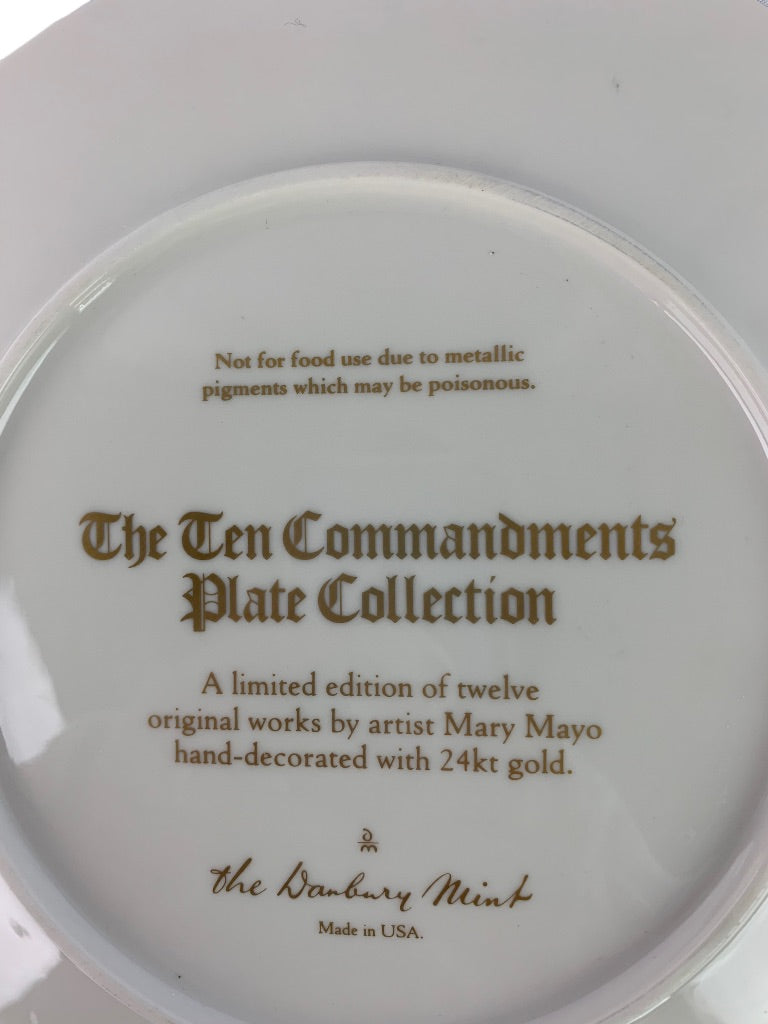 Not for food use due to metallic
pigments which may be poisonous.
The Ten Commandments
Plate Collection
A limited edition of twelve
original works by artist Mary Mayo
hand-decorated with 24kt gold.
the Danbury Mint
Made in USA.